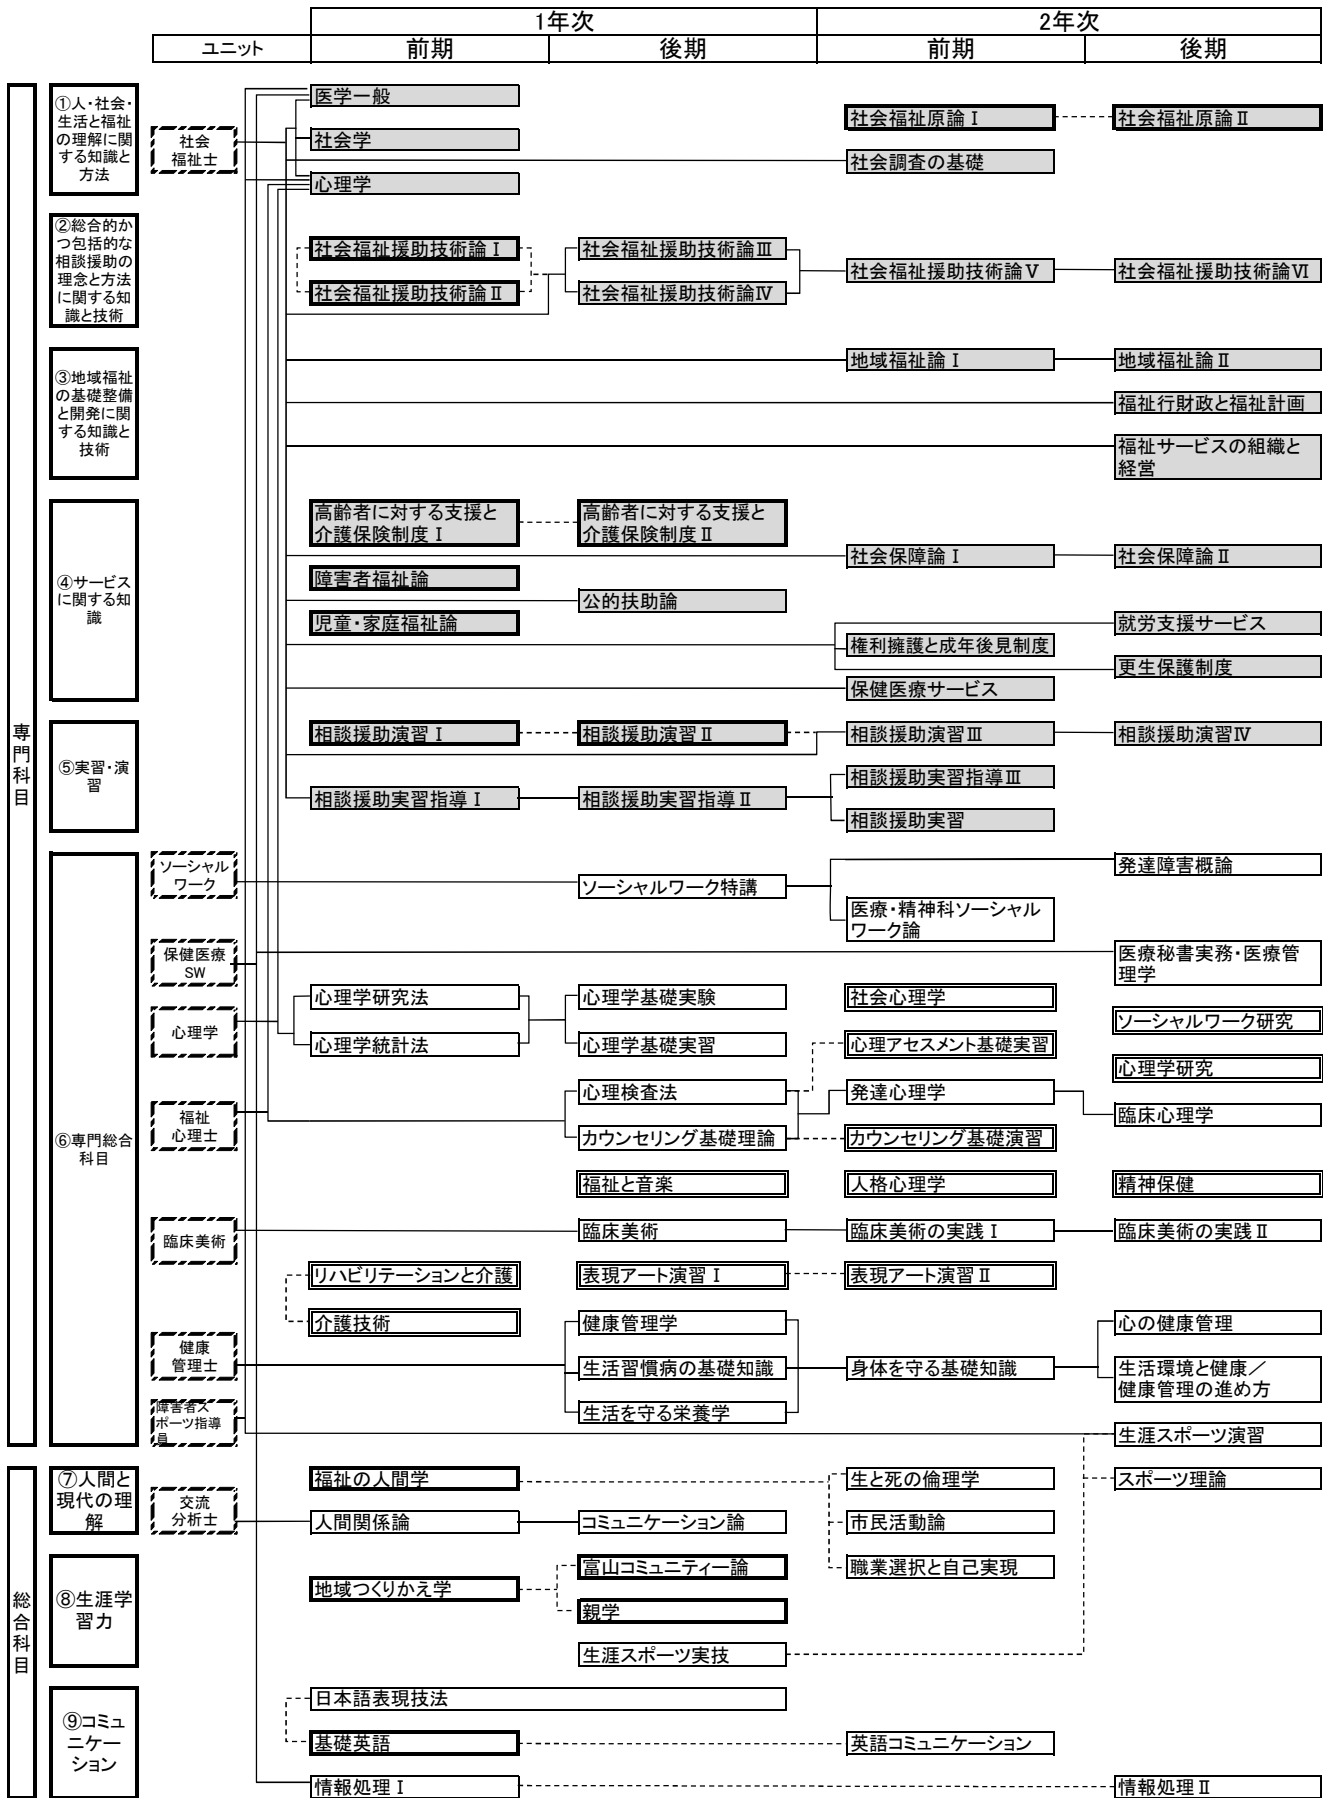 1年次
2年次
ユニット
前期
後期
前期
後期
専門科目
①人・社会・
生活と福祉
の理解に関
する知識と
方法
社会
福祉士
医学一般
社会福祉原論Ⅰ
社会福祉原論Ⅱ
社会学
社会調査の基礎
心理学
②総合的か
つ包括的な
相談援助の
理念と方法
に関する知
識と技術
社会福祉援助技術論Ⅰ
社会福祉援助技術論Ⅲ
社会福祉援助技術論Ⅴ
社会福祉援助技術論Ⅵ
社会福祉援助技術論Ⅱ
社会福祉援助技術論Ⅳ
③地域福祉
の基礎整備
と開発に関
する知識と
技術
地域福祉論Ⅰ
地域福祉論Ⅱ
福祉行財政と福祉計画
福祉サービスの組織と
経営
④サービス
に関する知
識
高齢者に対する支援と
介護保険制度Ⅰ
高齢者に対する支援と
介護保険制度Ⅱ
社会保障論Ⅰ
社会保障論Ⅱ
障害者福祉論
公的扶助論
児童・家庭福祉論
就労支援サービス
権利擁護と成年後見制度
更生保護制度
保健医療サービス
⑤実習・演
習
相談援助演習Ⅰ
相談援助演習Ⅱ
相談援助演習Ⅲ
相談援助演習Ⅳ
相談援助実習指導Ⅲ
相談援助実習指導Ⅰ
相談援助実習指導Ⅱ
相談援助実習
⑥専門総合
科目
ソーシャル
ワーク
ソーシャルワーク特講
発達障害概論
医療・精神科ソーシャル
ワーク論
保健医療
SW
医療秘書実務・医療管
理学
心理学
心理学研究法
心理学基礎実験
社会心理学
ソーシャルワーク研究
心理学統計法
心理学基礎実習
心理アセスメント基礎実習
心理学研究
福祉
心理士
心理検査法
発達心理学
臨床心理学
カウンセリング基礎理論
カウンセリング基礎演習
福祉と音楽
人格心理学
精神保健
臨床美術
臨床美術
臨床美術の実践Ⅰ
臨床美術の実践Ⅱ
リハビリテーションと介護
表現アート演習Ⅰ
表現アート演習Ⅱ
介護技術
健康管理学
心の健康管理
健康
管理士
生活習慣病の基礎知識
身体を守る基礎知識
生活環境と健康／
健康管理の進め方
生活を守る栄養学
障害者ス
ポーツ指導
員
生涯スポーツ演習
総合科目
⑦人間と
現代の理
解
福祉の人間学
生と死の倫理学
スポーツ理論
交流
分析士
人間関係論
コミュニケーション論
市民活動論
職業選択と自己実現
⑧生涯学
習力
地域つくりかえ学
富山コミュニティー論
親学
生涯スポーツ実技
⑨コミュ
ニケー
ション
日本語表現技法
基礎英語
英語コミュニケーション
情報処理Ⅰ
情報処理Ⅱ